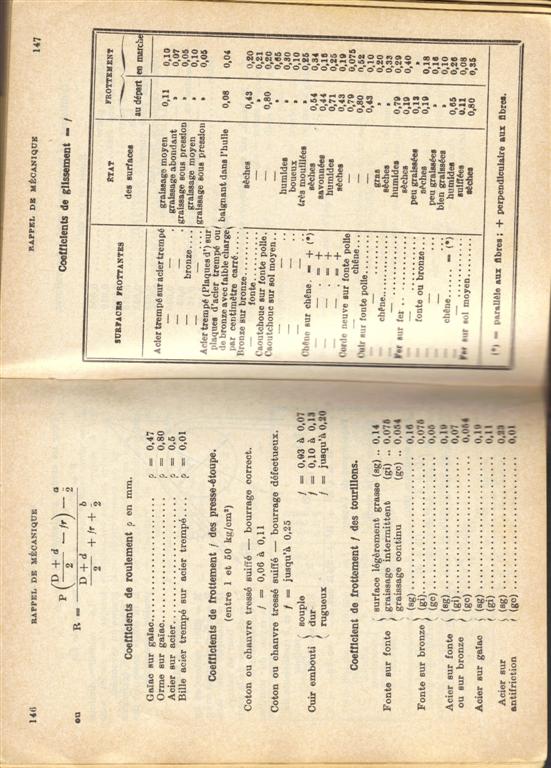 146 RAPPEL DE MÉCANIQUE
ou R = P ( (D + d)/2 − fr ) − a/2 / (D + d)/2 + fr + b/2
Coefficients de roulement ρ en mm.
Gaïac sur gaïac ρ = 0,47
Orme sur gaïac ρ = 0,80
Acier sur acier ρ = 0,5
Bille acier trempé sur acier trempé ρ = 0,01
Coefficients de frottement f des presse-étoupe.
(entre 1 et 50 kg/cm²)
Coton ou chanvre tressé suiffé — bourrage correct.
f = 0,06 à 0,11
Coton ou chanvre tressé suiffé — bourrage défectueux.
f = jusqu'à 0,25
Cuir embouti { souple f = 0,03 à 0,07
dur f = 0,10 à 0,13
rugueux f = jusqu'à 0,20
Coefficient de frottement f des tourillons.
Fonte sur fonte { surface légèrement grasse (sg) .. 0,14
graissage intermittent (gi) .. 0,075
graissage continu (gc) .. 0,054
Fonte sur bronze { (sg) 0,16
(gi) 0,075
(gc) 0,05
Acier sur fonte ou sur bronze { (sg) 0,19
(gi) 0,07
(gc) 0,054
Acier sur gaïac { (sg) 0,19
(gi) 0,11
Acier sur antifriction { (sg) 0,23
(gc) 0,01
RAPPEL DE MÉCANIQUE 147
Coefficients de glissement = f
SURFACES FROTTANTES ÉTAT des surfaces FROTTEMENT au départ en marche
Acier trempé sur acier trempé graissage moyen 0,11 0,10
— — graissage abondant » 0,07
— — graissage sous pression » 0,05
— bronze.... graissage moyen » 0,10
— — graissage sous pression » 0,05
Acier trempé (Plaques d') sur
plaques d'acier trempé ou
de bronze avec faible charge
par centimètre carré. baignant dans l'huile 0,08 0,04
Bronze sur bronze sèches 0,43 0,20
— fonte — » 0,21
Caoutchouc sur fonte polie. — 0,80 0,20
Caoutchouc sur sol moyen — » 0,65
— — humides » 0,30
— — boueux » 0,10
— — très mouillées » 0,25
Chêne sur chêne. = (*) sèches 0,54 0,34
— — = savonnées 0,44 0,16
— — + humides 0,71 0,25
— — + sèches 0,43 0,19
Corde neuve sur fonte polie — 0,79 0,075
— chêne — 0,80 0,52
Cuir sur fonte polie — 0,43 0,10
— — gras » 0,20
— chêne sèches » 0,33
— — humides 0,79 0,29
Fer sur fer sèches 0,19 0,40
— — peu graissées 0,13 »
— fonte ou bronze sèches 0,19 0,18
— — peu graissées » 0,16
— — bien graissées » 0,10
— chêne = (*) humides 0,65 0,26
— — suiffées 0,11 0,08
Fer sur sol moyen sèches 0,80 0,35
(*) = parallèle aux fibres : + perpendiculaire aux fibres.